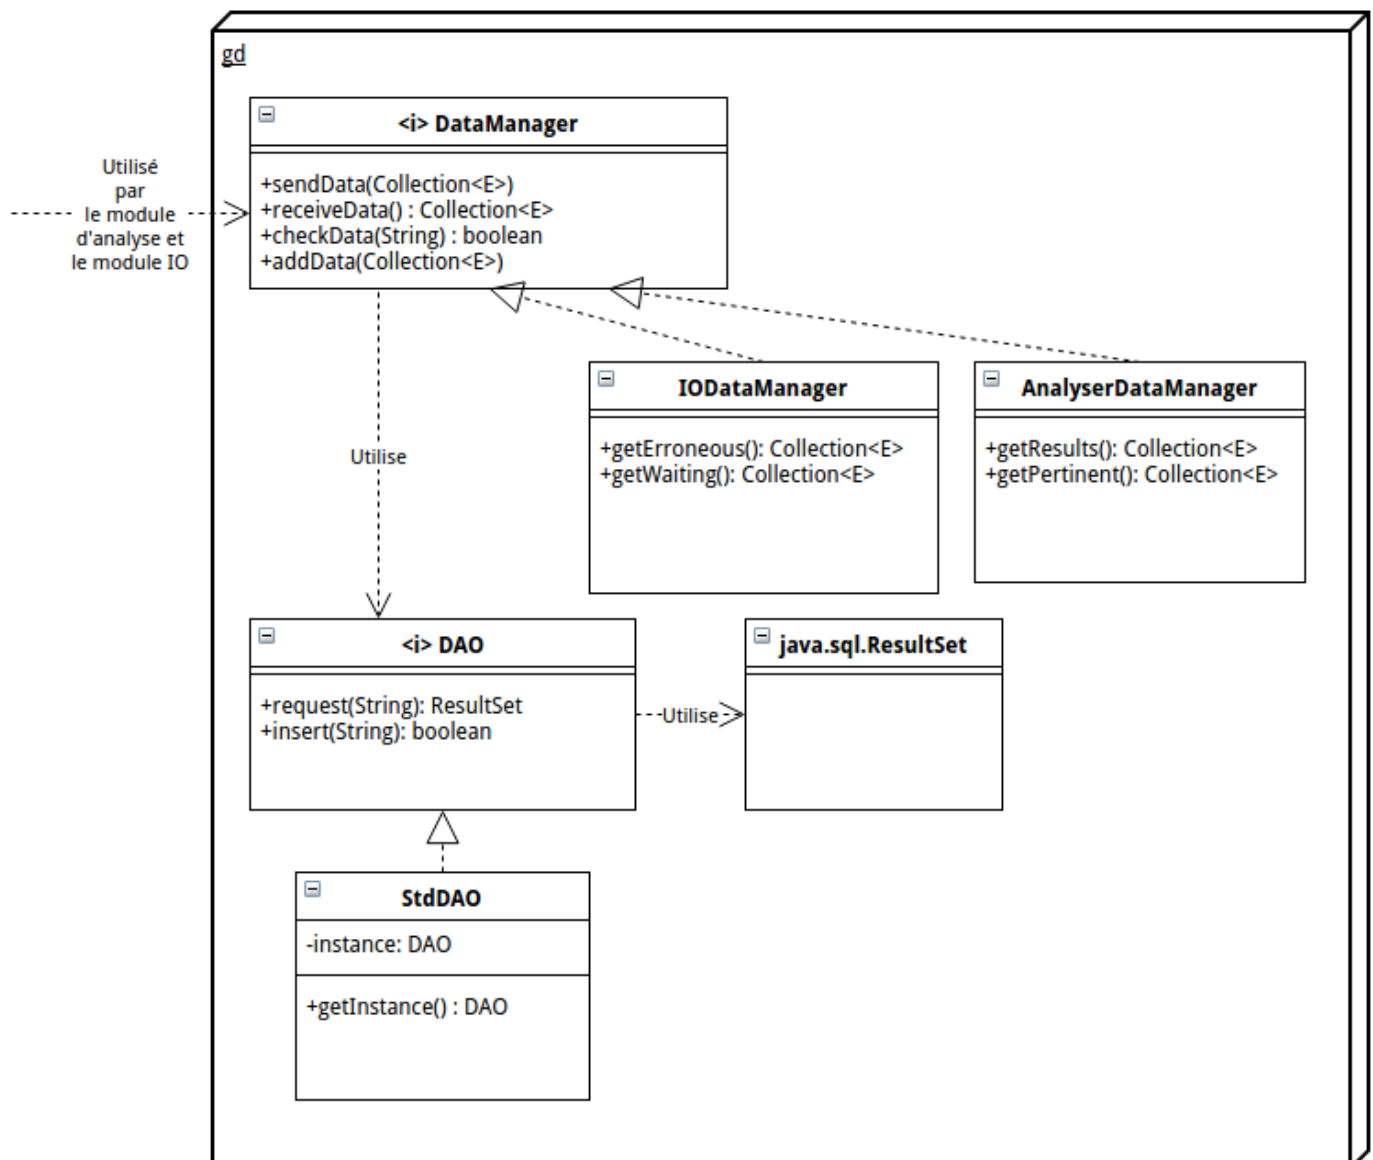 gd
<i> DataManager
+sendData(Collection<E>)
+receiveData() : Collection<E>
+checkData(String) : boolean
+addData(Collection<E>)
Utilisé
par
le module
d'analyse et
le module IO
IODataManager
+getErroneous(): Collection<E>
+getWaiting(): Collection<E>
AnalyserDataManager
+getResults(): Collection<E>
+getPertinent(): Collection<E>
Utilise
<i> DAO
+request(String): ResultSet
+insert(String): boolean
Utilise
java.sql.ResultSet
StdDAO
-instance: DAO
+getInstance() : DAO